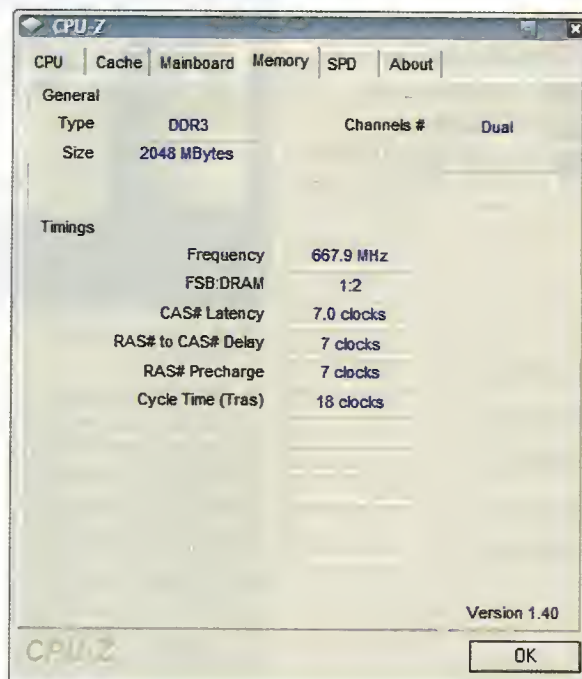 CPU-Z
CPU Cache Mainboard Memory SPD About
General
Type DDR3 Channels # Dual
Size 2048 MBytes
Timings
Frequency 667.9 MHz
FSB:DRAM 1:2
CAS# Latency 7.0 clocks
RAS# to CAS# Delay 7 clocks
RAS# Precharge 7 clocks
Cycle Time (Tras) 18 clocks
Version 1.40
CPU-Z OK